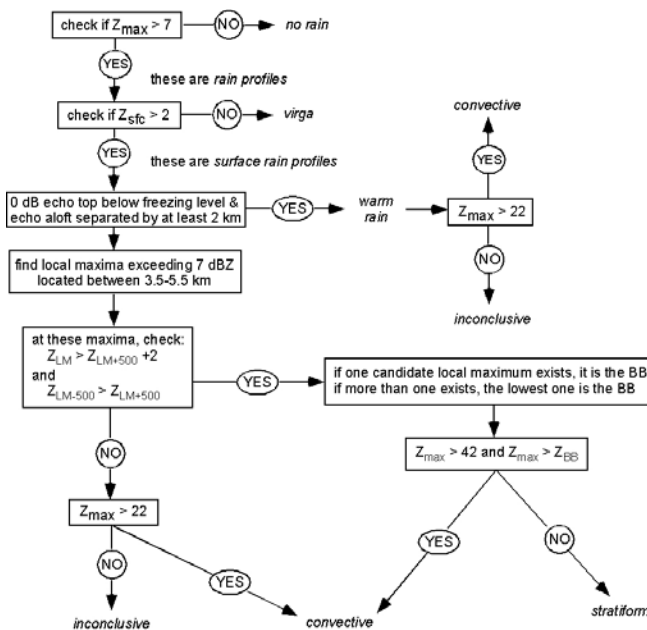 check if Zmax > 7
NO
no rain
YES
these are rain profiles
check if Zsfc > 2
NO
virga
YES
these are surface rain profiles
0 dB echo top below freezing level &
echo aloft separated by at least 2 km
YES
warm
rain
convective
YES
Zmax > 22
NO
inconclusive
find local maxima exceeding 7 dBZ
located between 3.5-5.5 km
at these maxima, check:
ZLM > ZLM+500 +2
and
ZLM-500 > ZLM+500
YES
if one candidate local maximum exists, it is the BB
if more than one exists, the lowest one is the BB
NO
Zmax > 42 and Zmax > ZBB
Zmax > 22
YES
NO
NO
YES
inconclusive
convective
stratiform